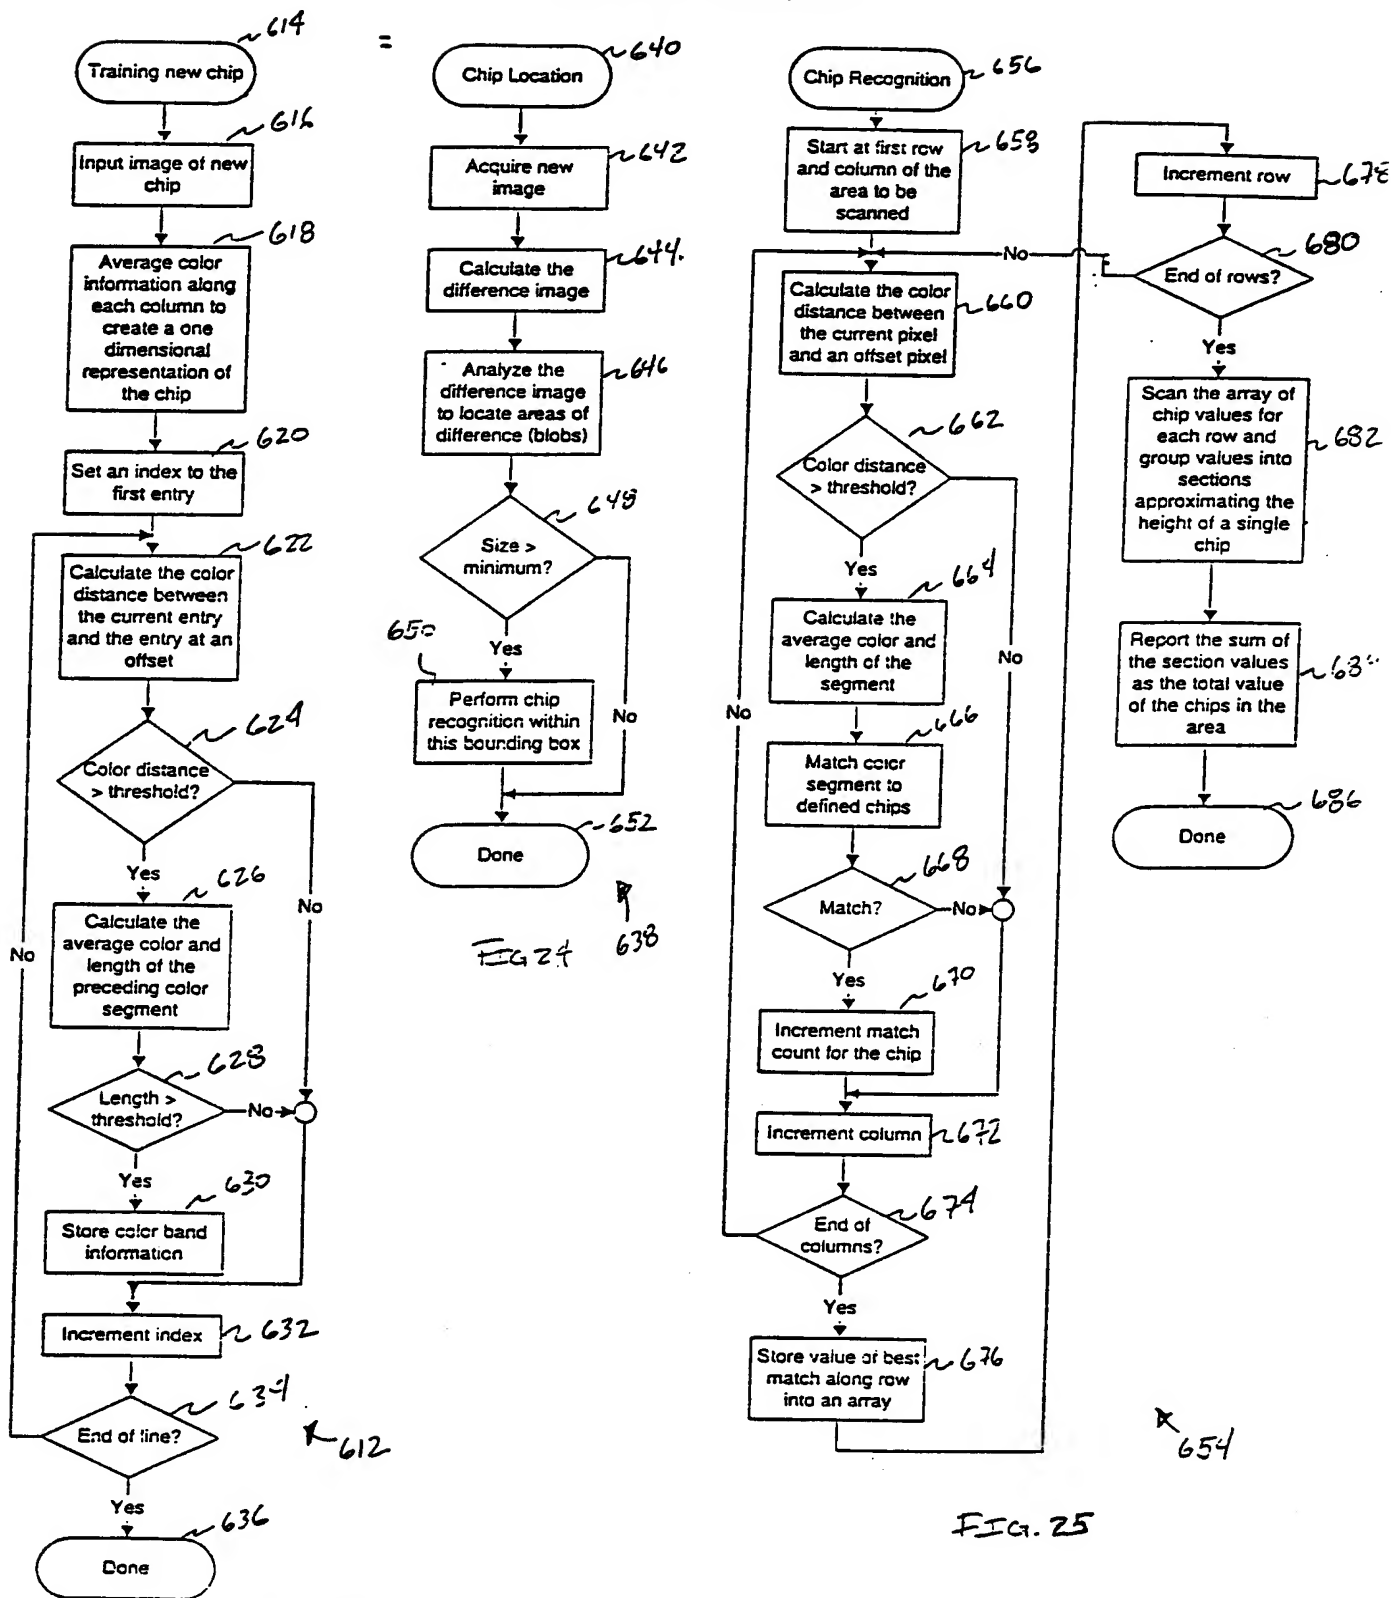 614
Training new chip
616
Input image of new
chip
618
Average color
information along
each column to
create a one
dimensional
representation of
the chip
620
Set an index to the
first entry
622
Calculate the color
distance between
the current entry
and the entry at an
offset
624
Color distance
> threshold?
Yes
No
626
Calculate the
average color and
length of the
preceding color
segment
628
Length >
threshold?
No
Yes
630
Store color band
information
Increment index
632
634
End of line?
No
Yes
636
Done
612
=
640
Chip Location
642
Acquire new
image
644.
Calculate the
difference image
646
Analyze the
difference image
to locate areas of
difference (blobs)
648
Size >
minimum?
Yes
No
650
Perform chip
recognition within
this bounding box
652
Done
638
FIG 24
656
Chip Recognition
658
Start at first row
and column of the
area to be
scanned
660
Calculate the color
distance between
the current pixel
and an offset pixel
662
Color distance
> threshold?
Yes
No
664
Calculate the
average color and
length of the
segment
666
Match color
segment to
defined chips
668
Match?
No
Yes
670
Increment match
count for the chip
Increment column
672
674
End of
columns?
No
Yes
Store value of best
match along row
into an array
676
Increment row
678
680
End of rows?
No
Yes
Scan the array of
chip values for
each row and
group values into
sections
approximating the
height of a single
chip
682
Report the sum of
the section values
as the total value
of the chips in the
area
686
Done
654
FIG. 25